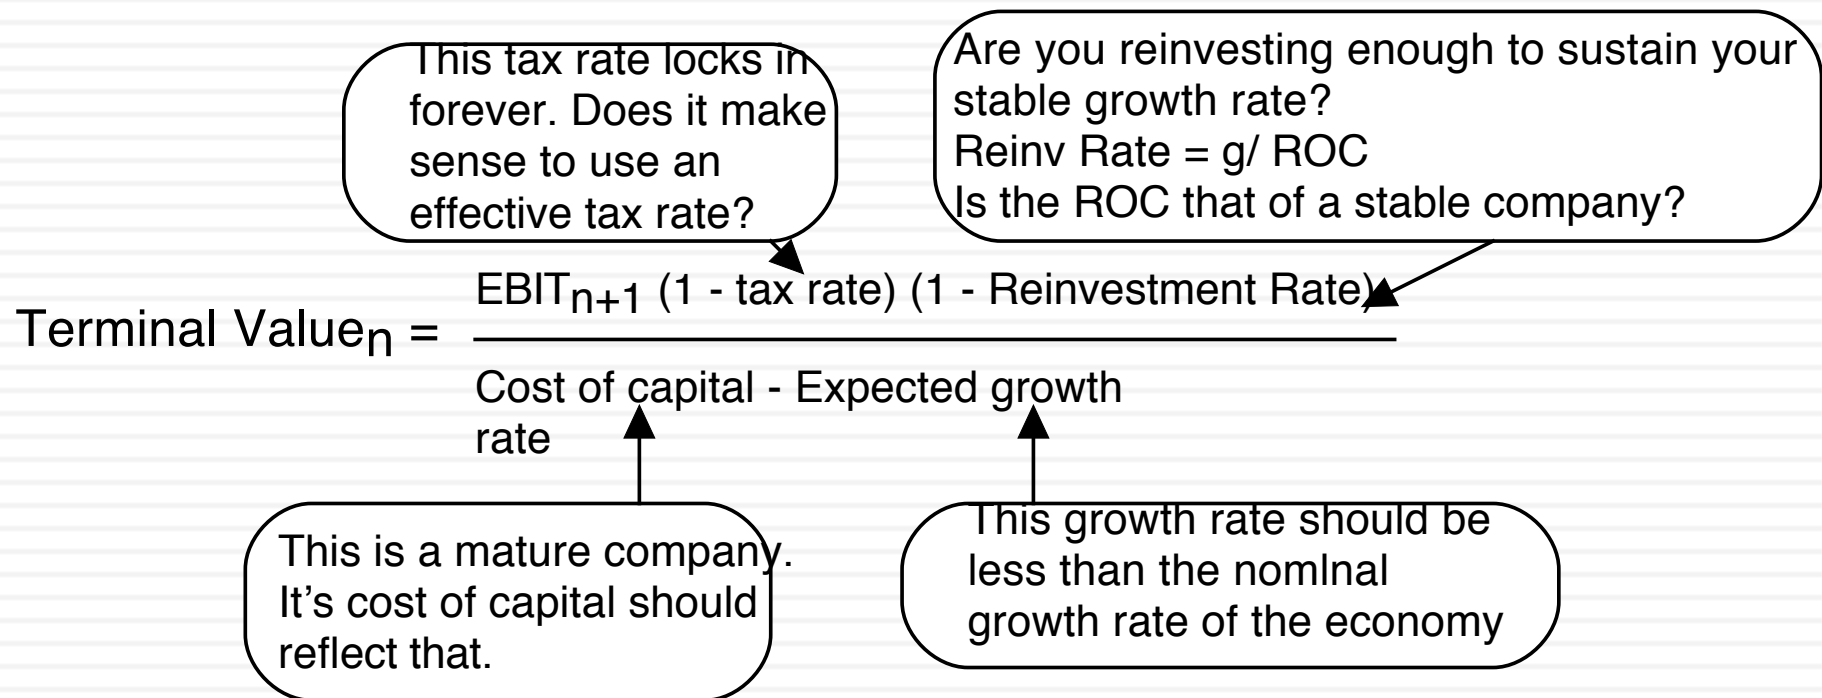 This tax rate locks in
forever. Does it make
sense to use an
effective tax rate?
Are you reinvesting enough to sustain your
stable growth rate?
Reinv Rate = g/ ROC
Is the ROC that of a stable company?
Terminal Valueₙ =
EBITₙ₊₁ (1 - tax rate) (1 - Reinvestment Rate)
Cost of capital - Expected growth
rate
This is a mature company.
It’s cost of capital should
reflect that.
This growth rate should be
less than the nomInal
growth rate of the economy